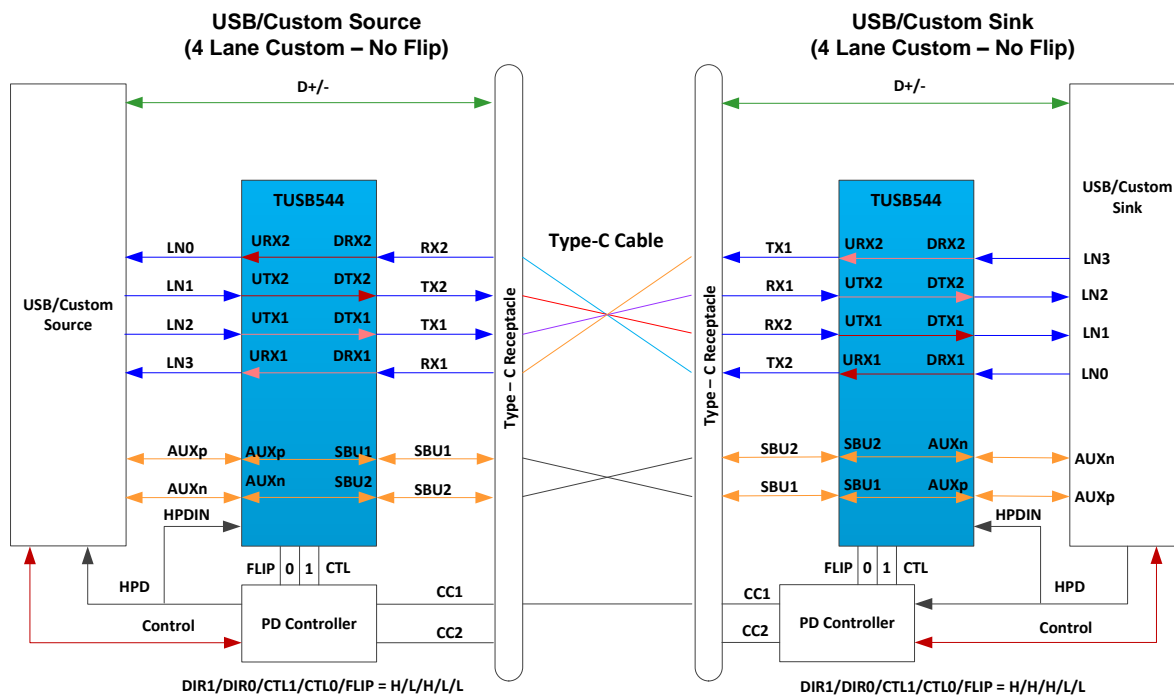 USB/Custom Source
(4 Lane Custom – No Flip)
USB/Custom Sink
(4 Lane Custom – No Flip)
D+/-
D+/-
TUSB544
TUSB544
USB/Custom
Sink
USB/Custom
Source
Type-C Cable
Type – C Receptacle
Type – C Receptacle
LN0
URX2
DRX2
RX2
TX1
URX2
DRX2
LN3
LN1
UTX2
DTX2
TX2
RX1
UTX2
DTX2
LN2
LN2
UTX1
DTX1
TX1
RX2
UTX1
DTX1
LN1
LN3
URX1
DRX1
RX1
TX2
URX1
DRX1
LN0
AUXp
AUXp
SBU1
SBU1
SBU2
SBU2
AUXn
AUXn
AUXn
AUXn
SBU2
SBU2
SBU1
SBU1
AUXp
AUXp
HPDIN
HPDIN
FLIP 0 1 CTL
FLIP 0 1 CTL
HPD
HPD
CC1
CC1
Control
PD Controller
CC2
CC2
PD Controller
Control
DIR1/DIR0/CTL1/CTL0/FLIP = H/L/H/L/L
DIR1/DIR0/CTL1/CTL0/FLIP = H/H/H/L/L